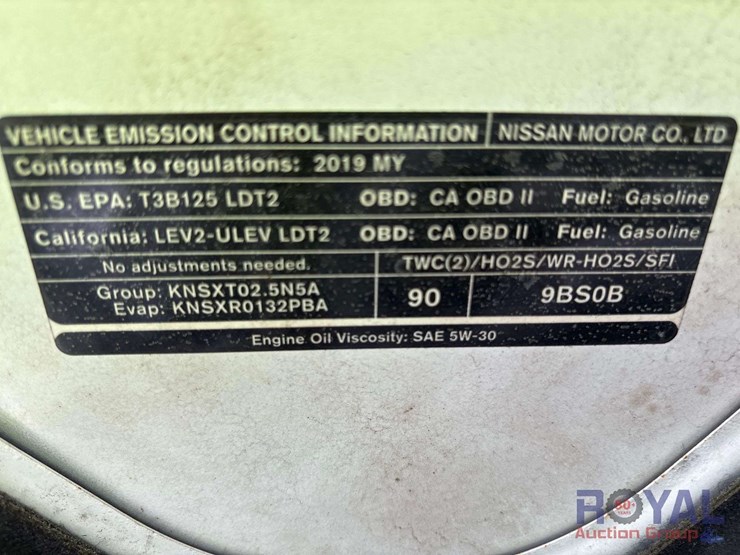 VEHICLE EMISSION CONTROL INFORMATION NISSAN MOTOR CO., LTD
Conforms to regulations: 2019 MY
U.S. EPA: T3B125 LDT2 OBD: CA OBD II Fuel: Gasoline
California: LEV2-ULEV LDT2 OBD: CA OBD II Fuel: Gasoline
No adjustments needed. TWC(2)/HO2S/WR-HO2S/SFI
Group: KNSXT02.5N5A
Evap: KNSXR0132PBA
90 9BS0B
Engine Oil Viscosity: SAE 5W-30
ROYAL
Auction Group